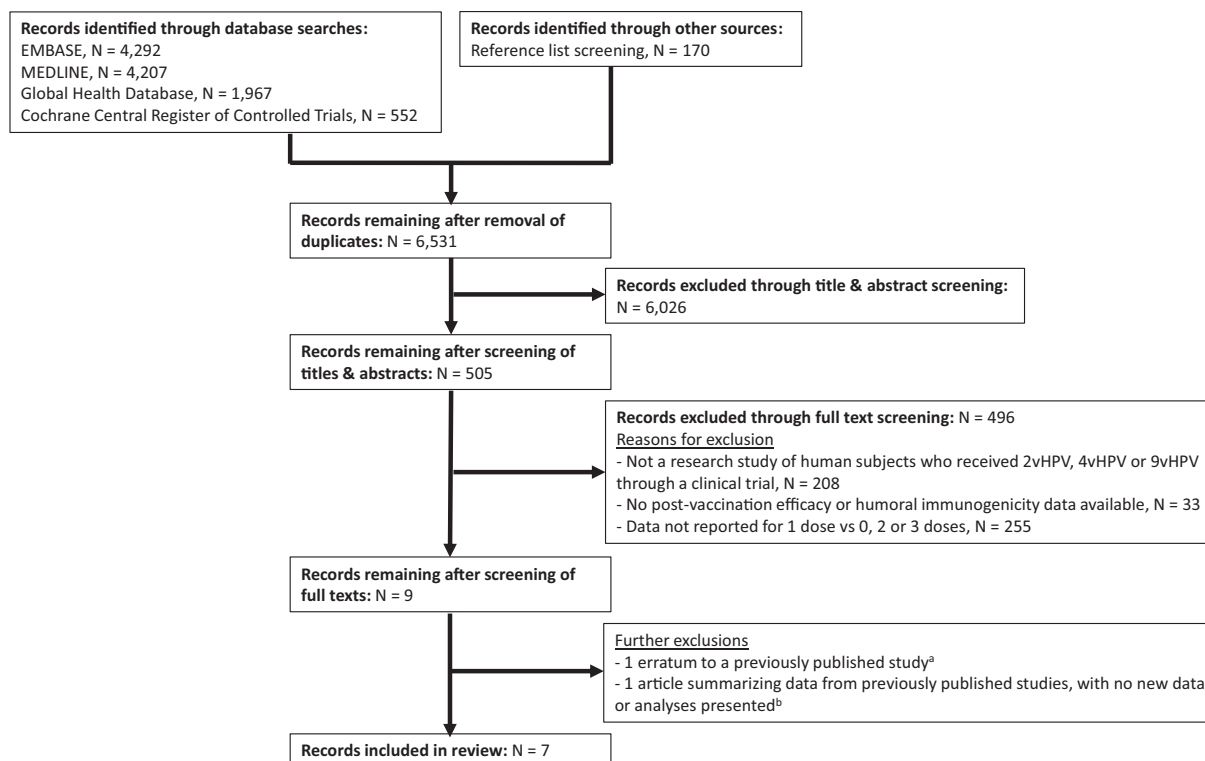 Records identified through database searches:
EMBASE, N = 4,292
MEDLINE, N = 4,207
Global Health Database, N = 1,967
Cochrane Central Register of Controlled Trials, N = 552
Records identified through other sources:
Reference list screening, N = 170
Records remaining after removal of
duplicates: N = 6,531
Records excluded through title & abstract screening:
N = 6,026
Records remaining after screening of
titles & abstracts: N = 505
Records excluded through full text screening: N = 496
Reasons for exclusion
- Not a research study of human subjects who received 2vHPV, 4vHPV or 9vHPV
through a clinical trial, N = 208
- No post-vaccination efficacy or humoral immunogenicity data available, N = 33
- Data not reported for 1 dose vs 0, 2 or 3 doses, N = 255
Records remaining after screening of
full texts: N = 9
Further exclusions
- 1 erratum to a previously published studyᵃ
- 1 article summarizing data from previously published studies, with no new data
or analyses presentedᵇ
Records included in review: N = 7